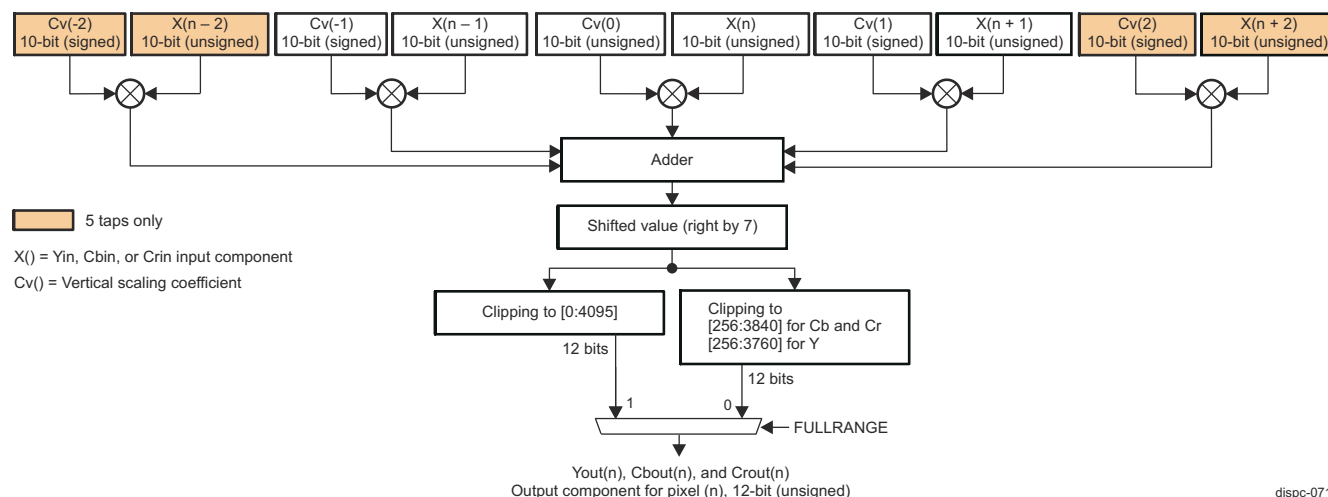 Cv(-2)
10-bit (signed)
X(n – 2)
10-bit (unsigned)
Cv(-1)
10-bit (signed)
X(n – 1)
10-bit (unsigned)
Cv(0)
10-bit (unsigned)
X(n)
10-bit (unsigned)
Cv(1)
10-bit (signed)
X(n + 1)
10-bit (unsigned)
Cv(2)
10-bit (signed)
X(n + 2)
10-bit (unsigned)
Adder
5 taps only
Shifted value (right by 7)
X() = Yin, Cbin, or Crin input component
Cv() = Vertical scaling coefficient
Clipping to [0:4095]
Clipping to
[256:3840] for Cb and Cr
[256:3760] for Y
12 bits
12 bits
1
0
FULLRANGE
Yout(n), Cbout(n), and Crout(n)
Output component for pixel (n), 12-bit (unsigned)
dispc-071